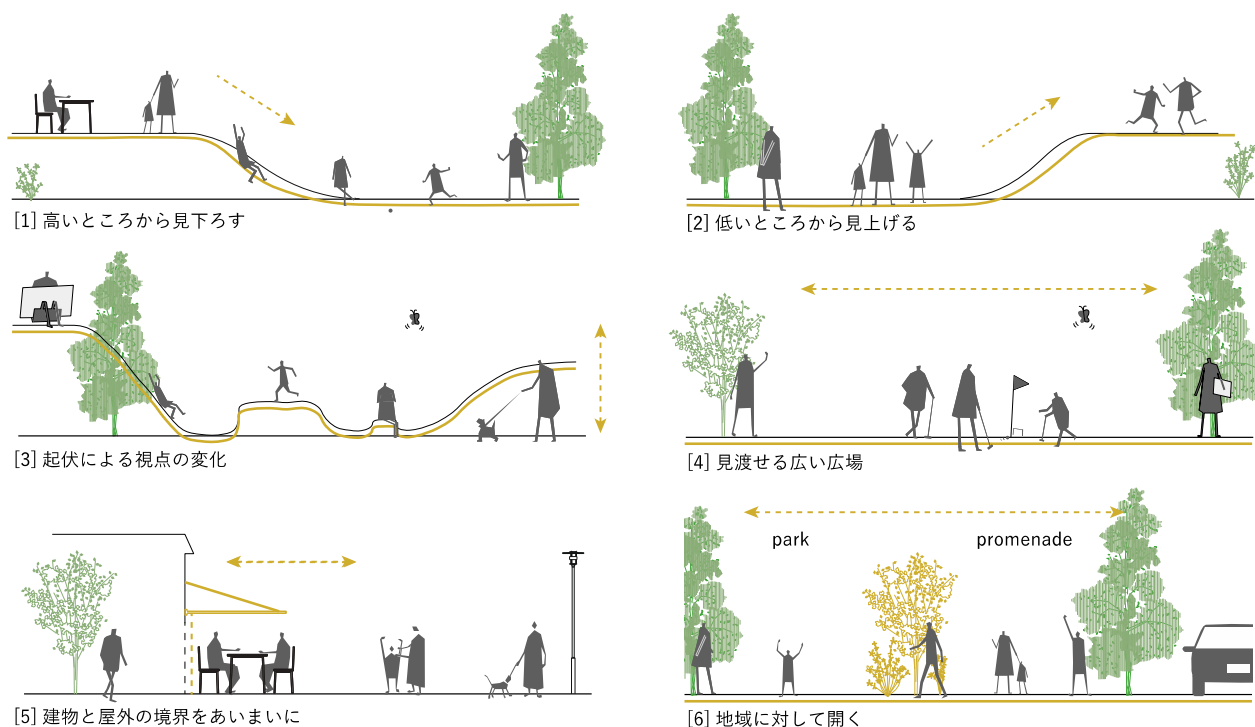 [1] 高いところから見下ろす
[2] 低いところから見上げる
[3] 起伏による視点の変化
[4] 見渡せる広い広場
park
promenade
[5] 建物と屋外の境界をあいまいに
[6] 地域に対して開く